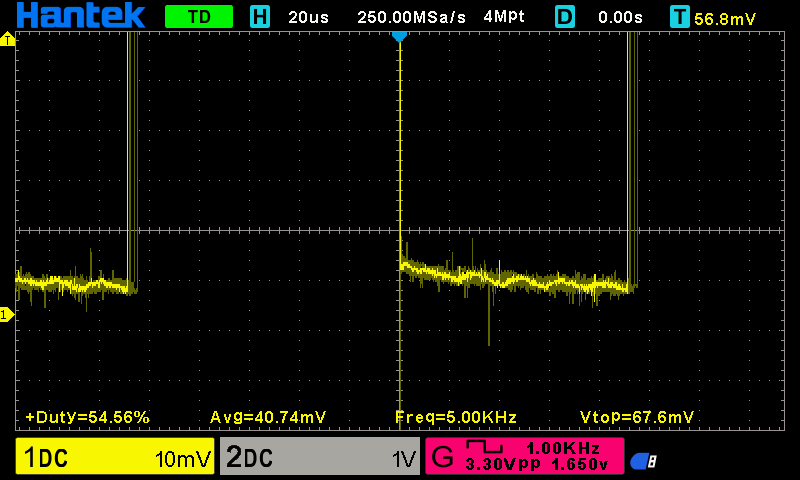 Hantek TD H 20us 250.00MSa/s 4Mpt D 0.00s T 56.8mV
T
1
+Duty=54.56% Avg=40.74mV Freq=5.00KHz Vtop=67.6mV
1DC 10mV 2DC 1V G 1.00KHz
3.30Vpp 1.650v